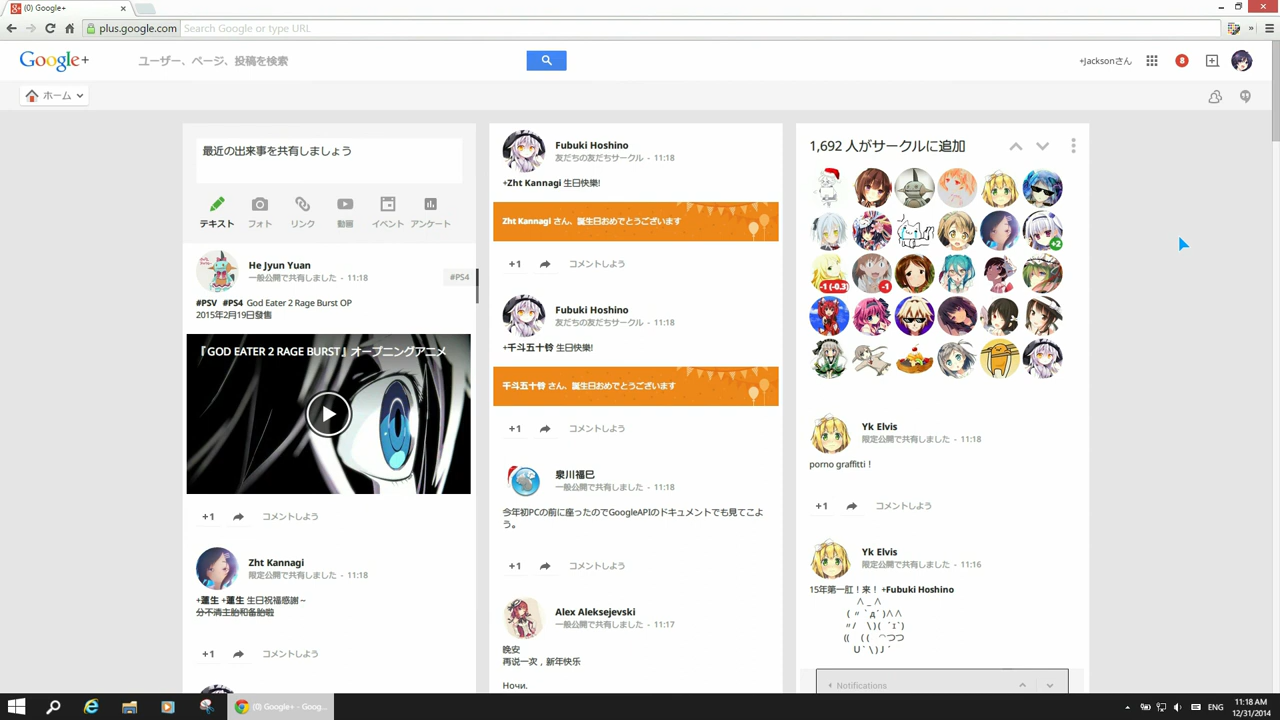 (0) Google+
plus.google.com
Search Google or type URL
Google+
ユーザー、ページ、投稿を検索
+Jacksonさん
8
ホーム
最近の出来事を共有しましょう
テキスト
フォト
リンク
動画
イベント
アンケート
He Jyun Yuan
一般公開で共有しました - 11:18
#PS4
#PSV #PS4 God Eater 2 Rage Burst OP
2015年2月19日發售
『GOD EATER 2 RAGE BURST』オープニングアニメ
+1
コメントしよう
Zht Kannagi
限定公開で共有しました - 11:18
+蓮生 +蓮生 生日祝福感謝～
分不清主胎和备胎啦
+1
コメントしよう
Fubuki Hoshino
友だちの友だちサークル - 11:18
+Zht Kannagi 生日快樂!
Zht Kannagi さん、誕生日おめでとうございます
+1
コメントしよう
Fubuki Hoshino
友だちの友だちサークル - 11:18
+千斗五十铃 生日快樂!
千斗五十铃 さん、誕生日おめでとうございます
+1
コメントしよう
泉川福巳
一般公開で共有しました - 11:18
今年初PCの前に座ったのでGoogleAPIのドキュメントでも見てこよ
う。
+1
コメントしよう
Alex Aleksejevski
一般公開で共有しました - 11:17
晚安
再说一次，新年快乐
Ночи.
1,692 人がサークルに追加
+2
-1 (-0.3)
-1
Yk Elvis
限定公開で共有しました - 11:18
porno graffitti！
+1
コメントしよう
Yk Elvis
限定公開で共有しました - 11:16
15年第一肛！来！ +Fubuki Hoshino
∧＿∧
(〃｀д´)∧∧
〃/　\ )(　´ｪ`)
((　 ( (　⌒つつ
U`\ ) J´
Notifications
(0) Google+ - Goog...
ENG
11:18 AM
12/31/2014